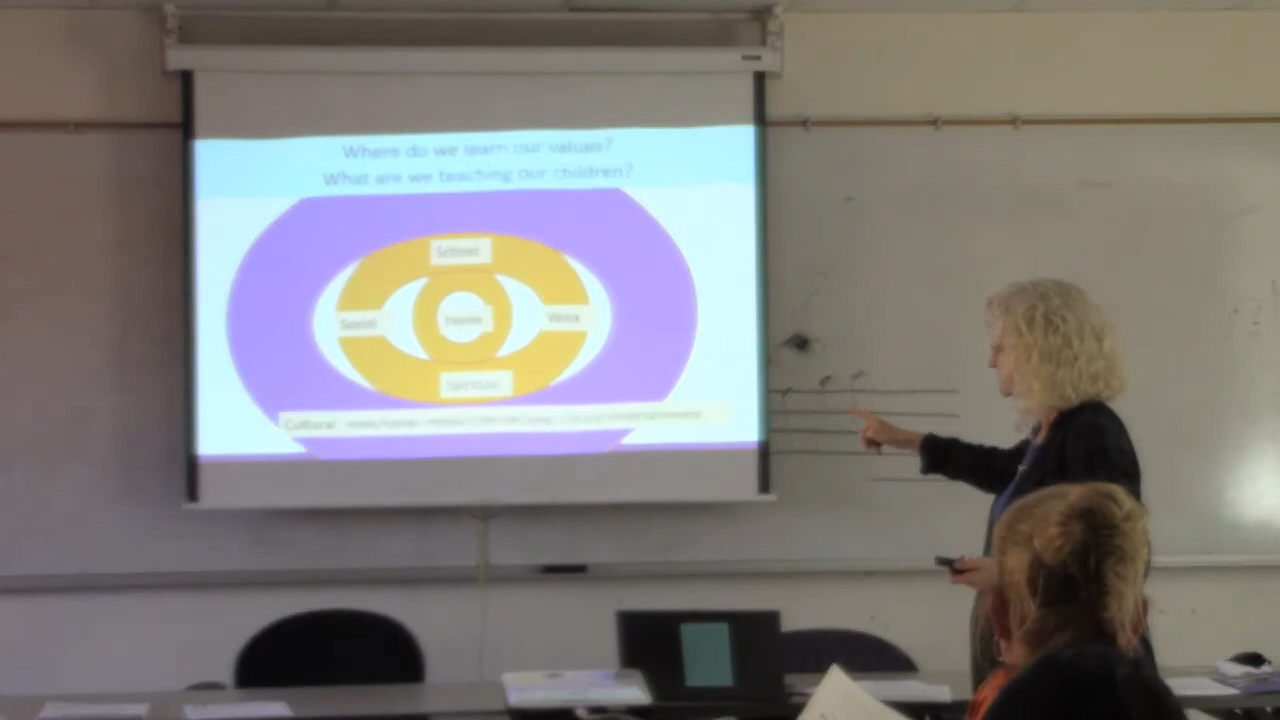 Where do we learn our values?
What are we teaching our children?
School
Social
Home
Work
Spiritual
Cultural